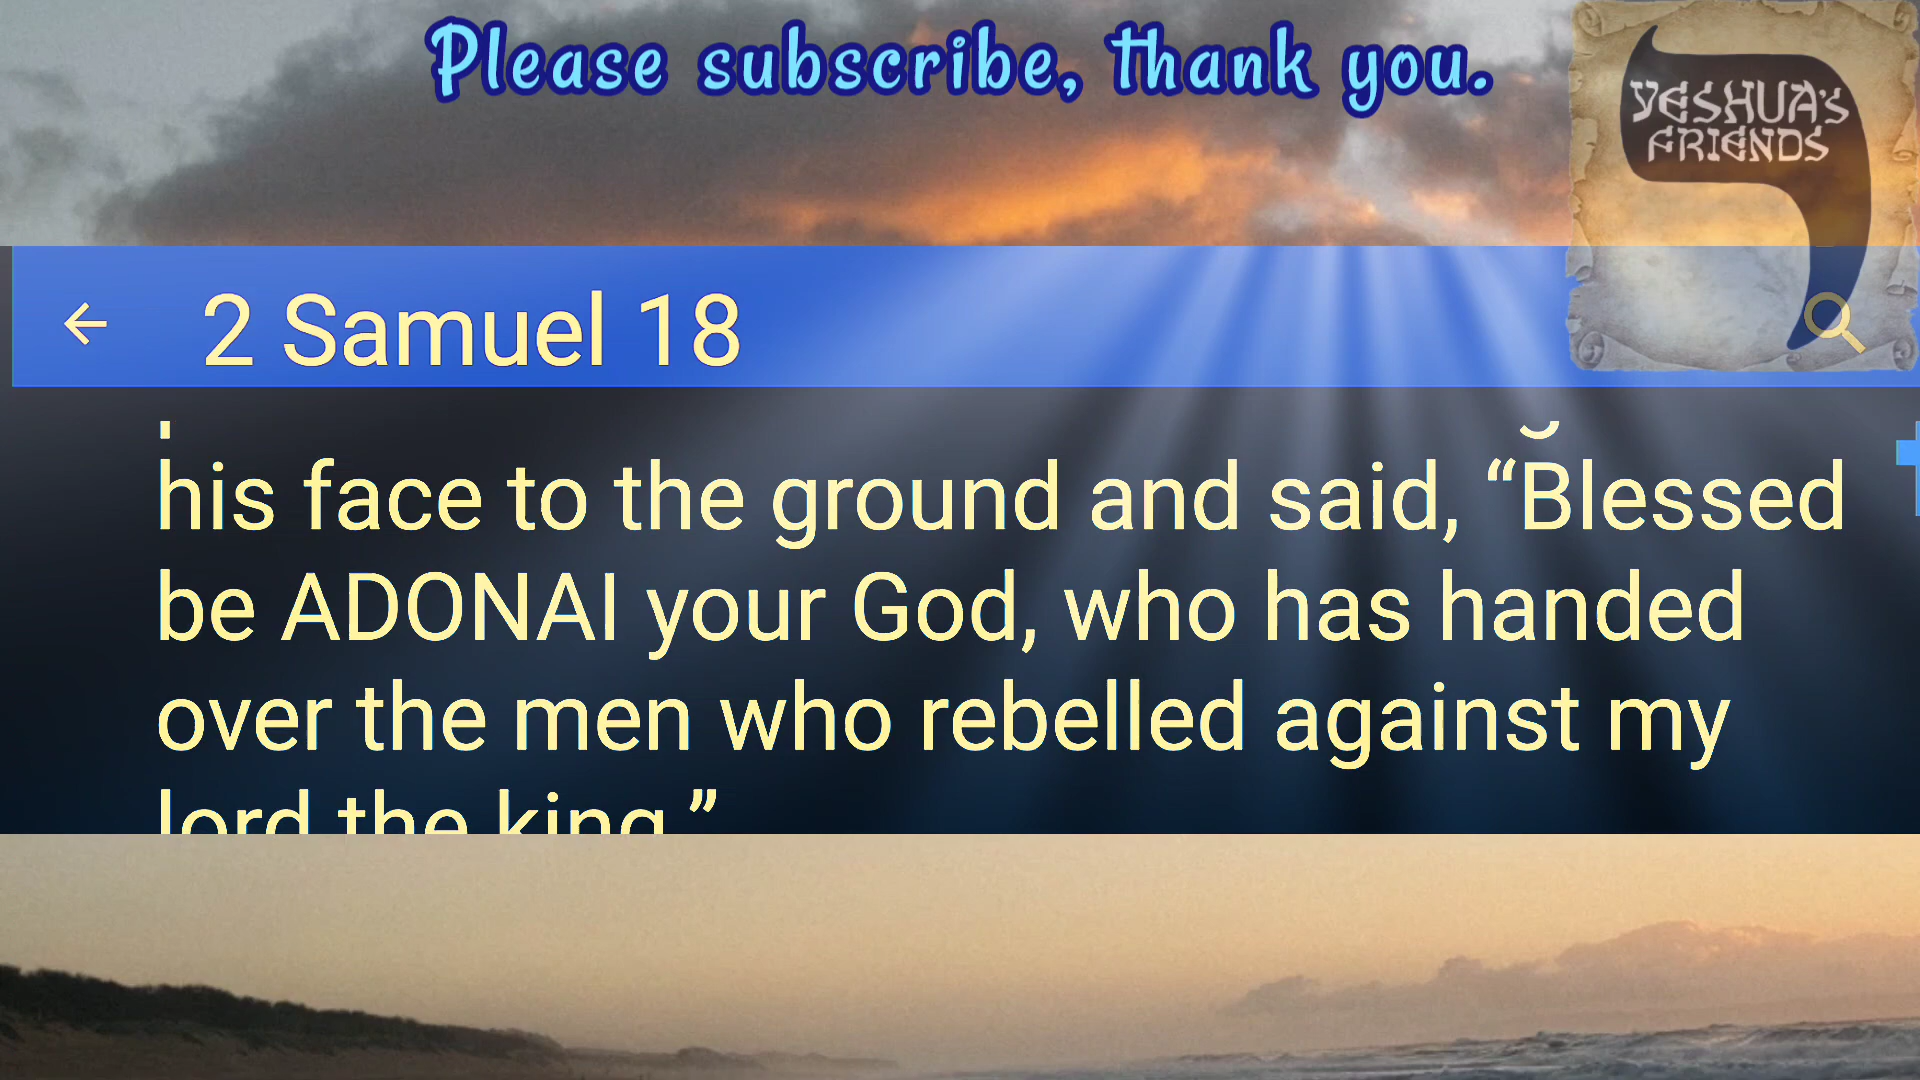 Please subscribe, thank you.
YESHUA'S
FRIENDS
2 Samuel 18
his face to the ground and said, “Blessed
be ADONAI your God, who has handed
over the men who rebelled against my
lord the king.”